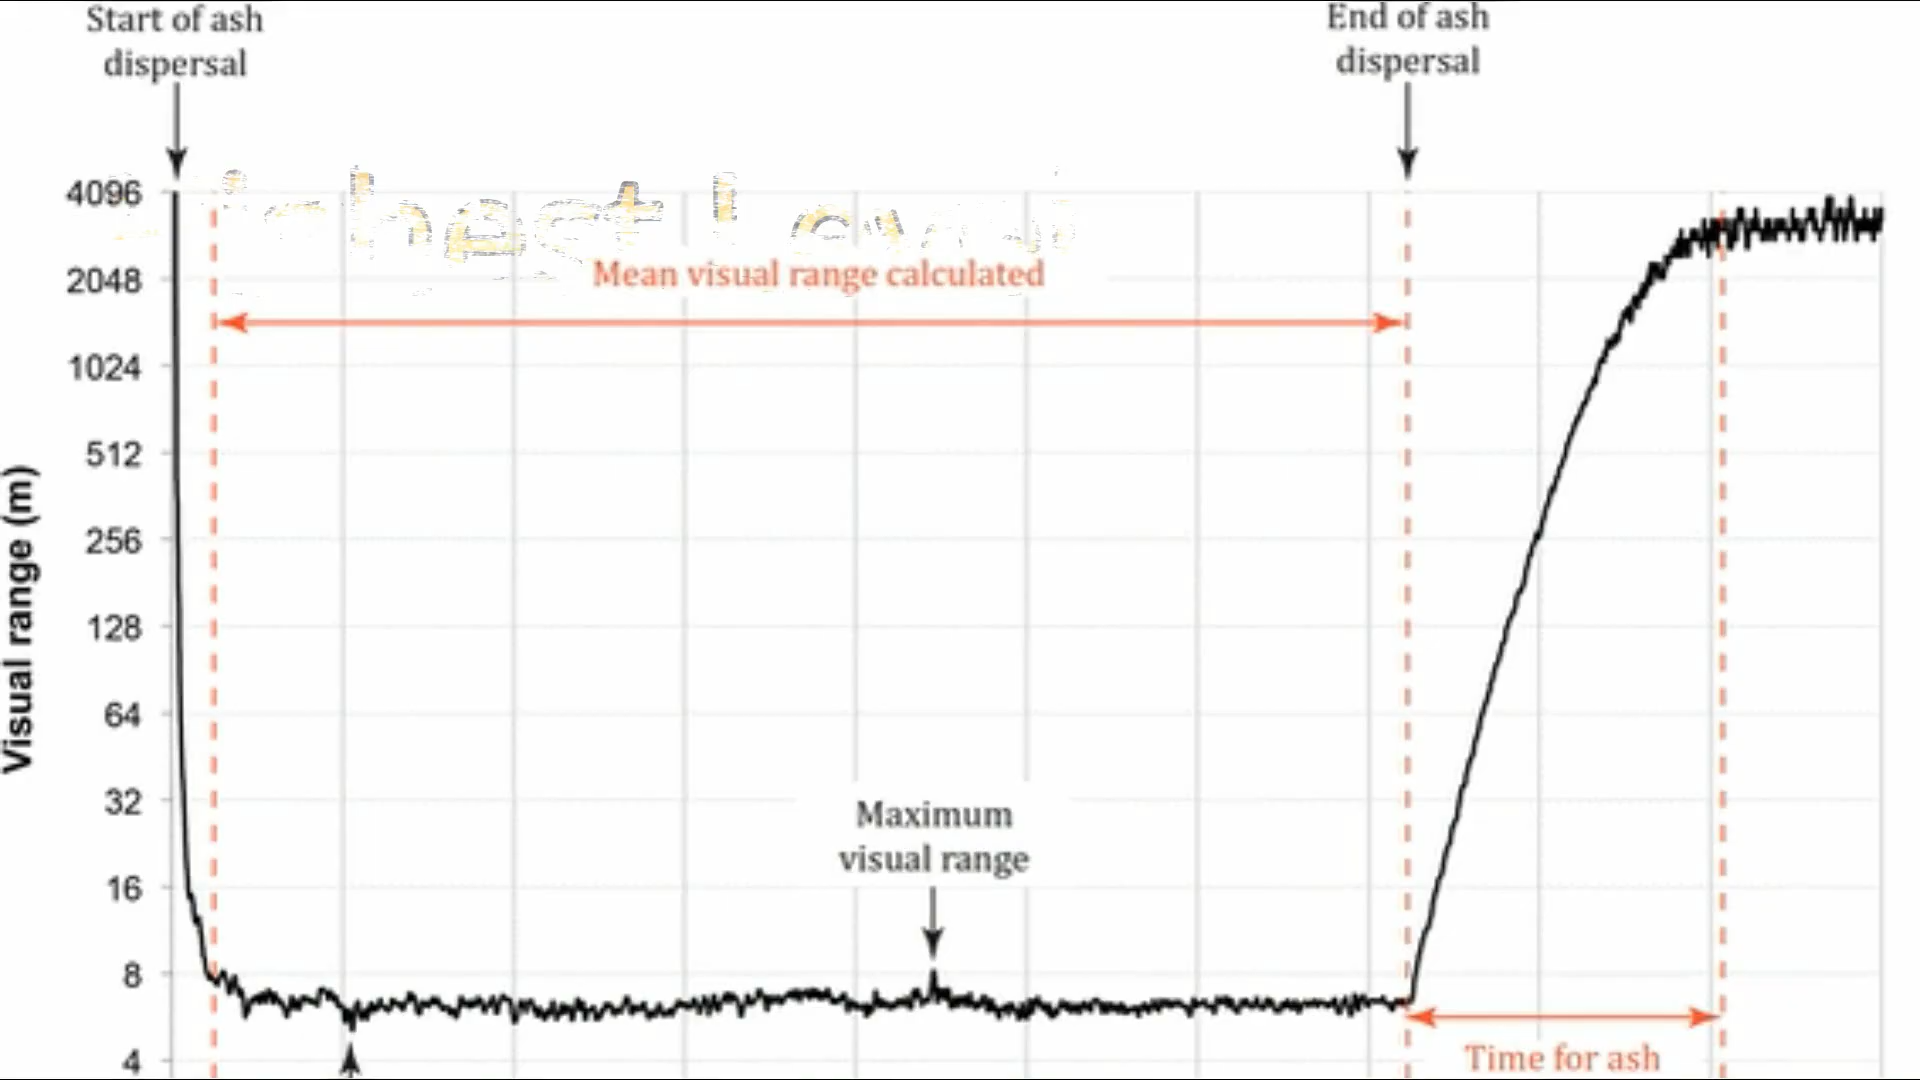 Start of ash
dispersal
End of ash
dispersal
4096
Mean visual range calculated
2048
1024
512
256
128
64
32
16
8
4
Visual range (m)
Maximum
visual range
Time for ash